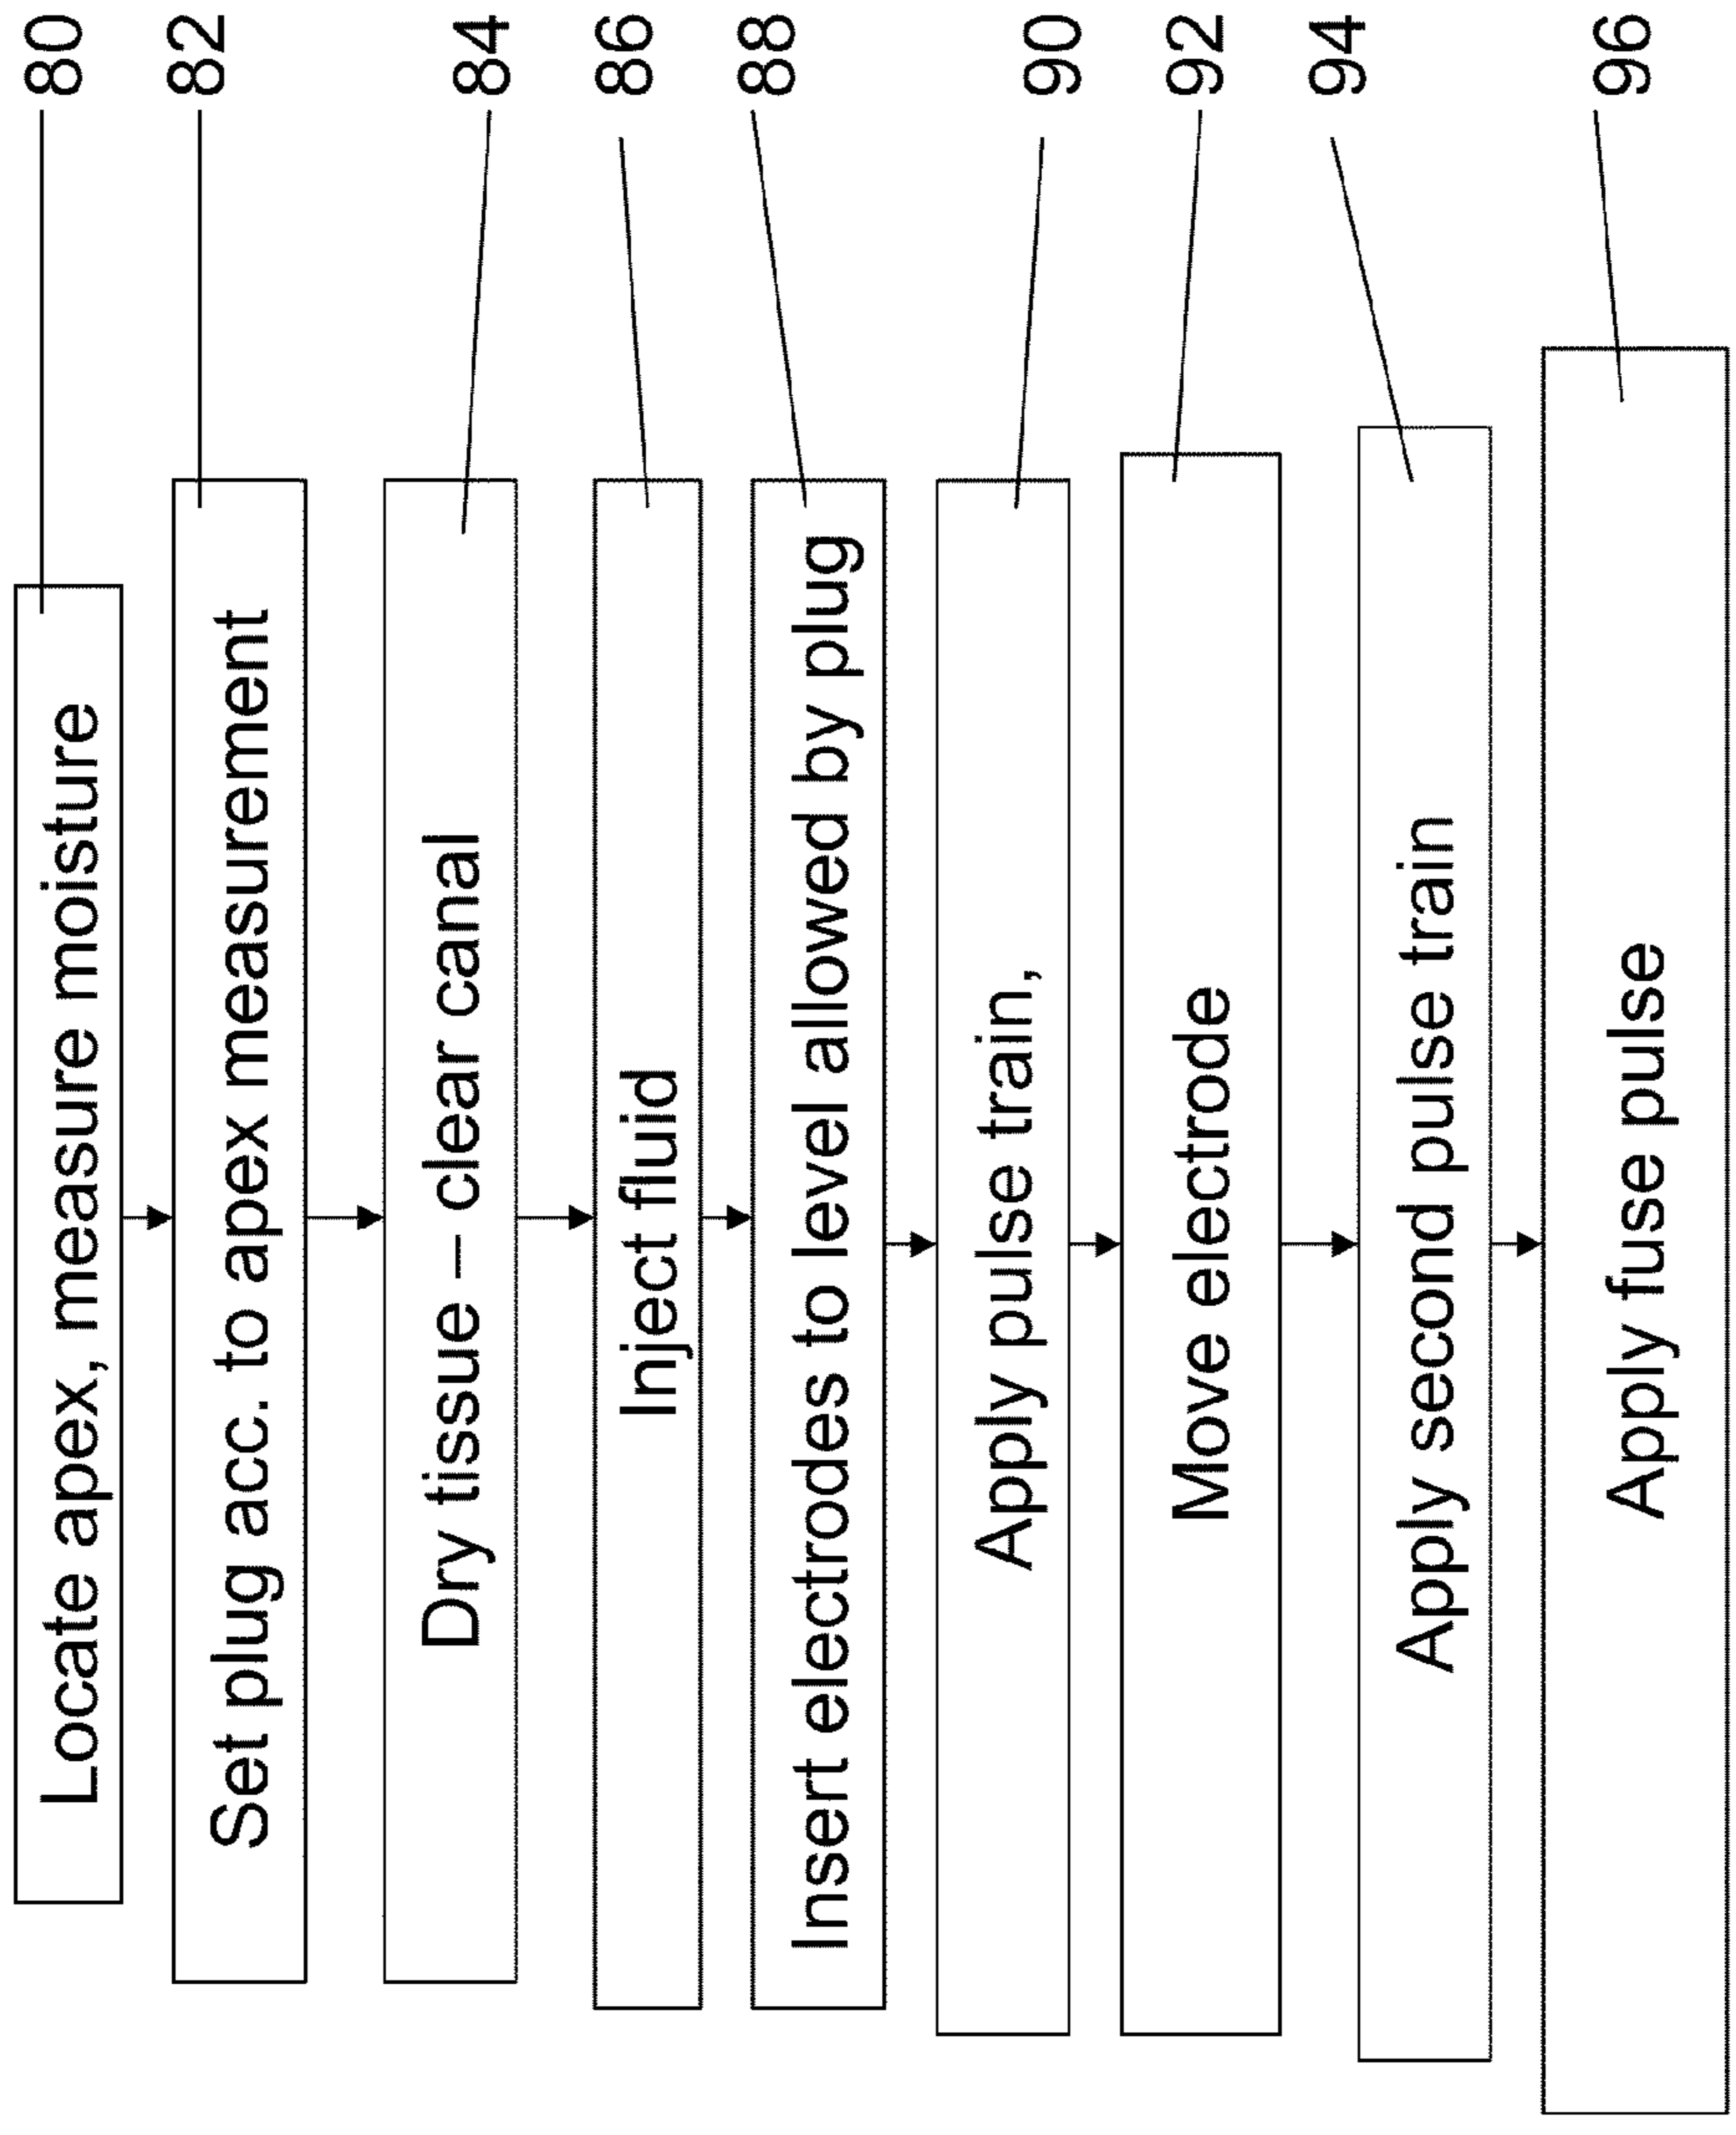 Locate apex, measure moisture
80
Set plug acc. to apex measurement
82
Dry tissue – clear canal
84
Inject fluid
86
Insert electrodes to level allowed by plug
88
Apply pulse train,
90
Move electrode
92
Apply second pulse train
94
Apply fuse pulse
96